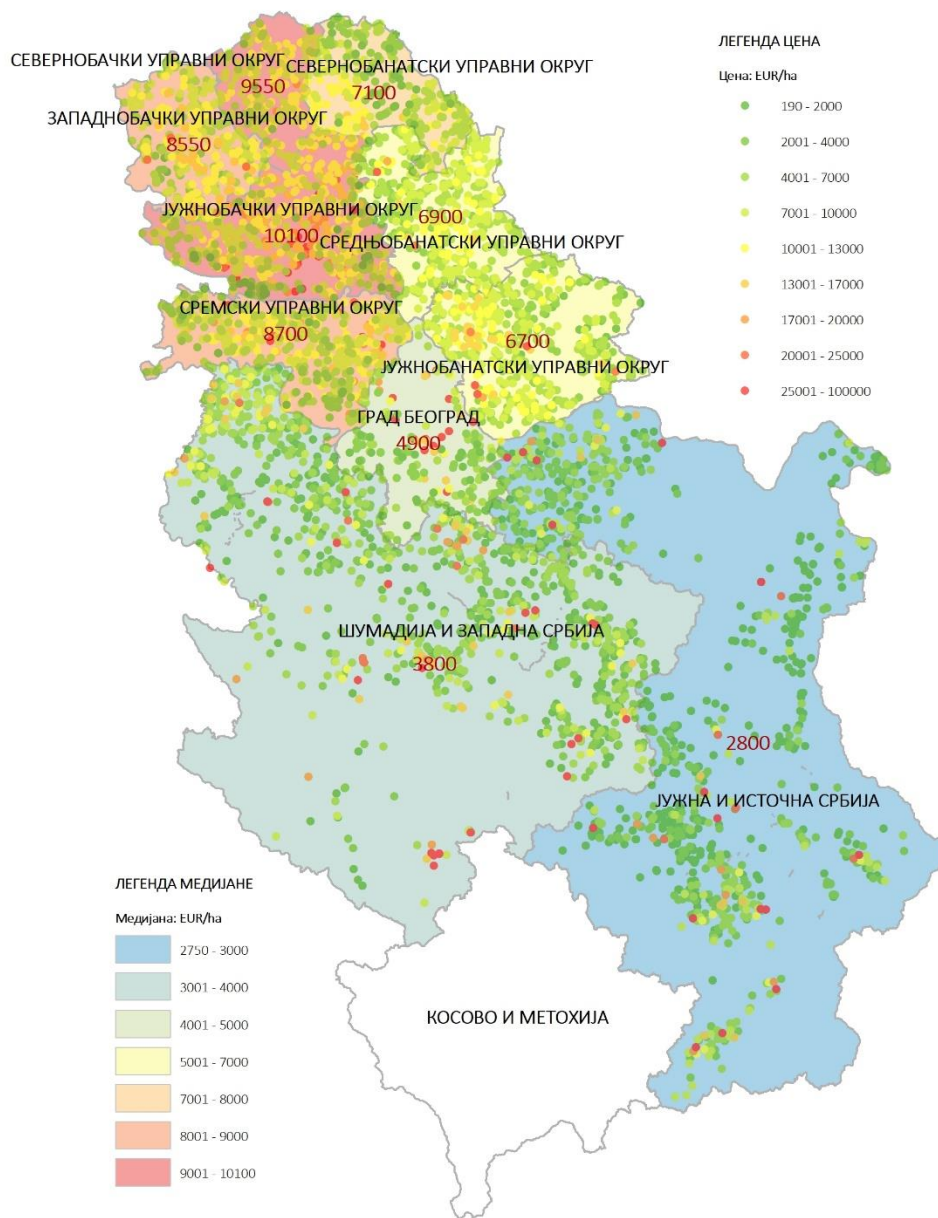 СЕВЕРНОБАЧКИ УПРАВНИ ОКРУГ
9550
СЕВЕРНОБАНАТСКИ УПРАВНИ ОКРУГ
7100
ЗАПАДНОБАЧКИ УПРАВНИ ОКРУГ
8550
ЈУЖНОБАЧКИ УПРАВНИ ОКРУГ
10100
6900
СРЕДЊОБАНАТСКИ УПРАВНИ ОКРУГ
СРЕМСКИ УПРАВНИ ОКРУГ
8700
6700
ЈУЖНОБАНАТСКИ УПРАВНИ ОКРУГ
ГРАД БЕОГРАД
4900
ШУМАДИЈА И ЗАПАДНА СРБИЈА
3800
2800
ЈУЖНА И ИСТОЧНА СРБИЈА
КОСОВО И МЕТОХИЈА
ЛЕГЕНДА ЦЕНА
Цена: EUR/ha
190 - 2000
2001 - 4000
4001 - 7000
7001 - 10000
10001 - 13000
13001 - 17000
17001 - 20000
20001 - 25000
25001 - 100000
ЛЕГЕНДА МЕДИЈАНЕ
Медијана: EUR/ha
2750 - 3000
3001 - 4000
4001 - 5000
5001 - 7000
7001 - 8000
8001 - 9000
9001 - 10100